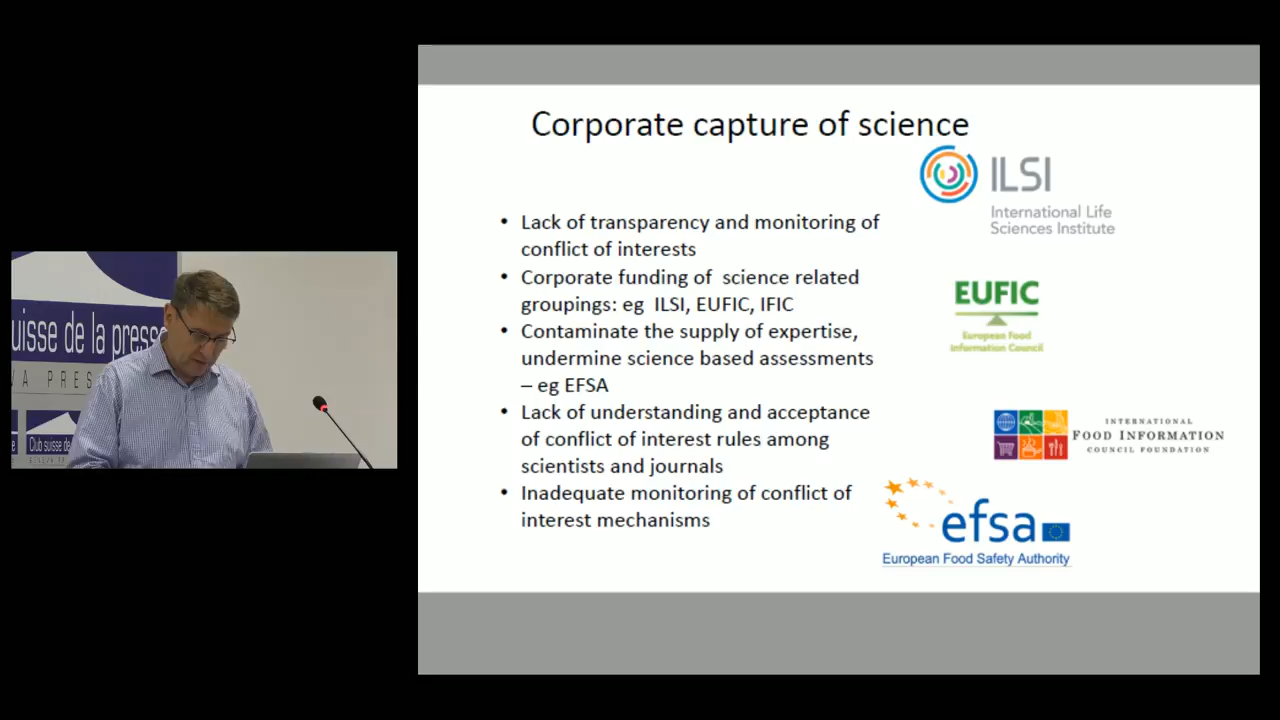 Corporate capture of science
• Lack of transparency and monitoring of
conflict of interests
• Corporate funding of science related
groupings: eg ILSI, EUFIC, IFIC
• Contaminate the supply of expertise,
undermine science based assessments
– eg EFSA
• Lack of understanding and acceptance
of conflict of interest rules among
scientists and journals
• Inadequate monitoring of conflict of
interest mechanisms
ILSI
International Life
Sciences Institute
EUFIC
European Food
Information Council
INTERNATIONAL
FOOD INFORMATION
COUNCIL FOUNDATION
efsa
European Food Safety Authority
uisse de la presse
VA PRES
Club suisse de